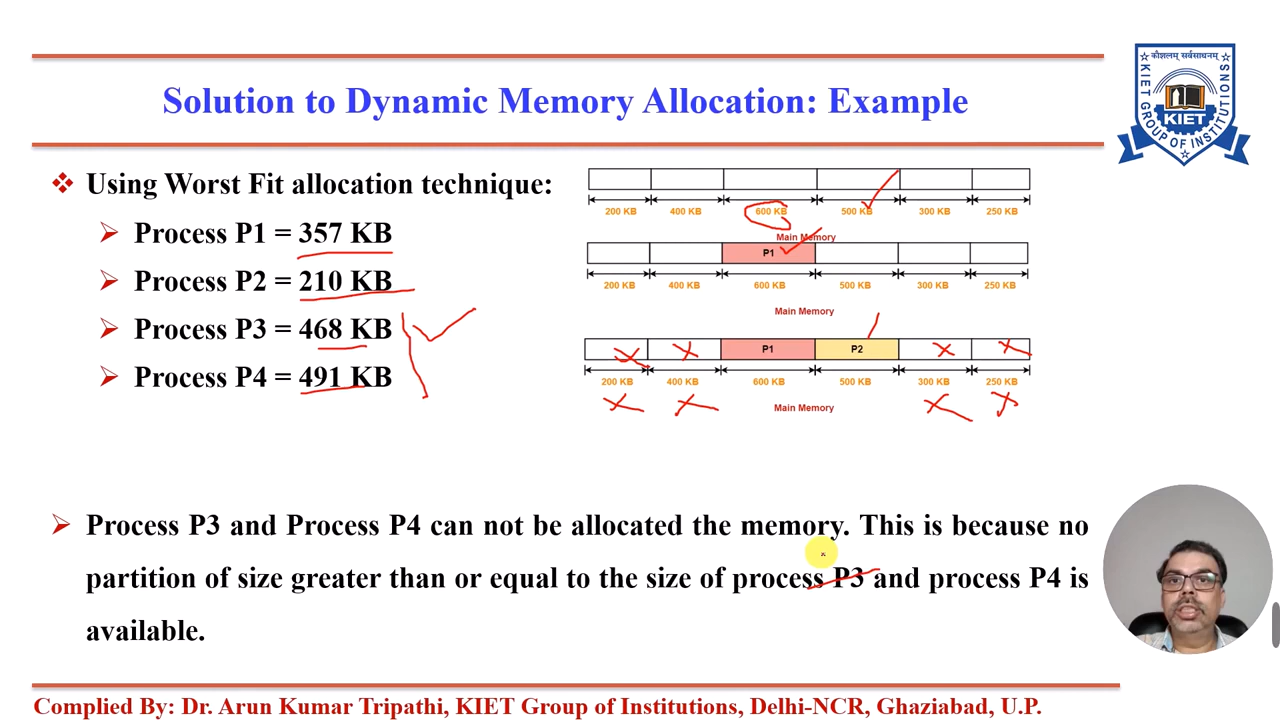 Solution to Dynamic Memory Allocation: Example
☆ कौशलम् सर्वसाधनम् ☆
KIET GROUP OF INSTITUTIONS
KIET
Using Worst Fit allocation technique:
Process P1 = 357 KB
Process P2 = 210 KB
Process P3 = 468 KB
Process P4 = 491 KB
200 KB 400 KB 600 KB 500 KB 300 KB 250 KB
Main Memory
P1
200 KB 400 KB 600 KB 500 KB 300 KB 250 KB
Main Memory
P1 P2
200 KB 400 KB 600 KB 500 KB 300 KB 250 KB
Main Memory
Process P3 and Process P4 can not be allocated the memory. This is because no
partition of size greater than or equal to the size of process P3 and process P4 is
available.
Complied By: Dr. Arun Kumar Tripathi, KIET Group of Institutions, Delhi-NCR, Ghaziabad, U.P.